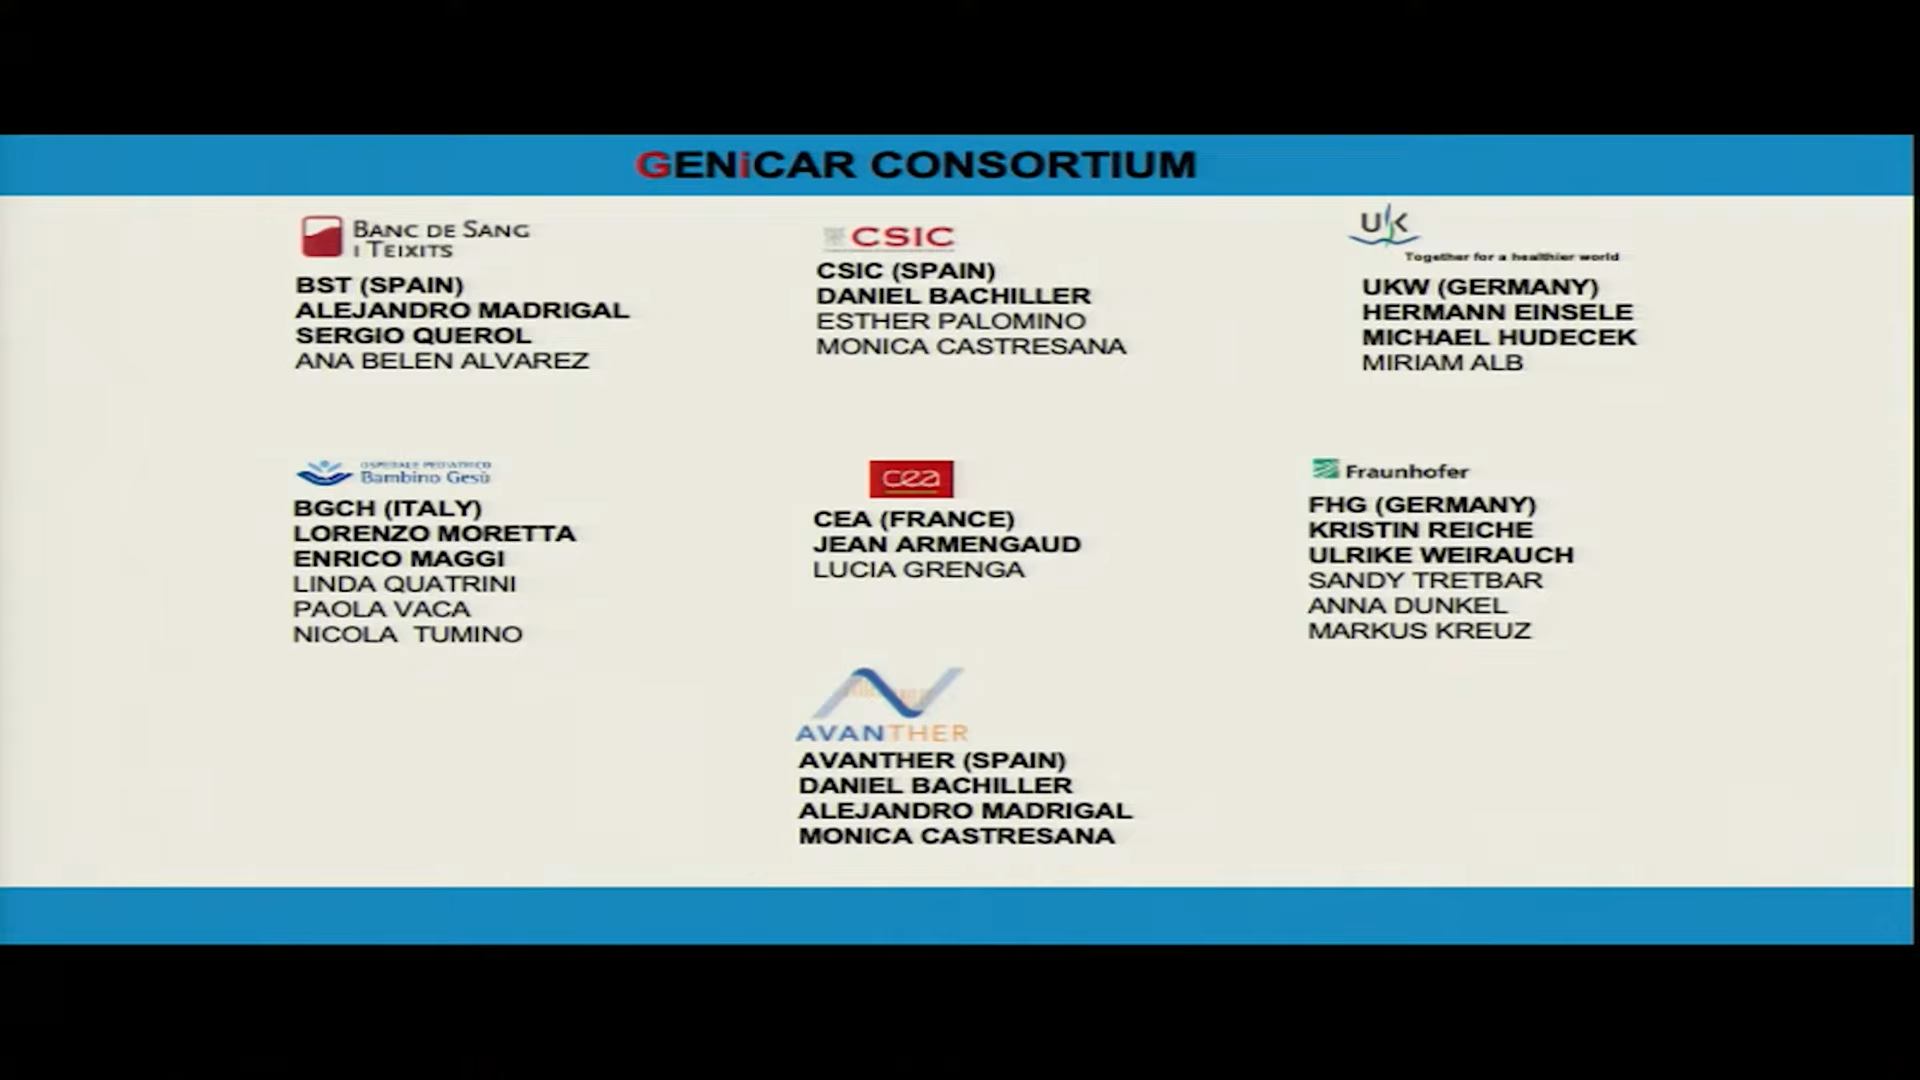 GENiCAR CONSORTIUM
BANC DE SANG
I TEIXITS
BST (SPAIN)
ALEJANDRO MADRIGAL
SERGIO QUEROL
ANA BELEN ALVAREZ
CSIC
CSIC (SPAIN)
DANIEL BACHILLER
ESTHER PALOMINO
MONICA CASTRESANA
UK
Together for a healthier world
UKW (GERMANY)
HERMANN EINSELE
MICHAEL HUDECEK
MIRIAM ALB
OSPEDALE PEDIATRICO
Bambino Gesù
BGCH (ITALY)
LORENZO MORETTA
ENRICO MAGGI
LINDA QUATRINI
PAOLA VACA
NICOLA TUMINO
cea
CEA (FRANCE)
JEAN ARMENGAUD
LUCIA GRENGA
Fraunhofer
FHG (GERMANY)
KRISTIN REICHE
ULRIKE WEIRAUCH
SANDY TRETBAR
ANNA DUNKEL
MARKUS KREUZ
AVANTHER
AVANTHER (SPAIN)
DANIEL BACHILLER
ALEJANDRO MADRIGAL
MONICA CASTRESANA